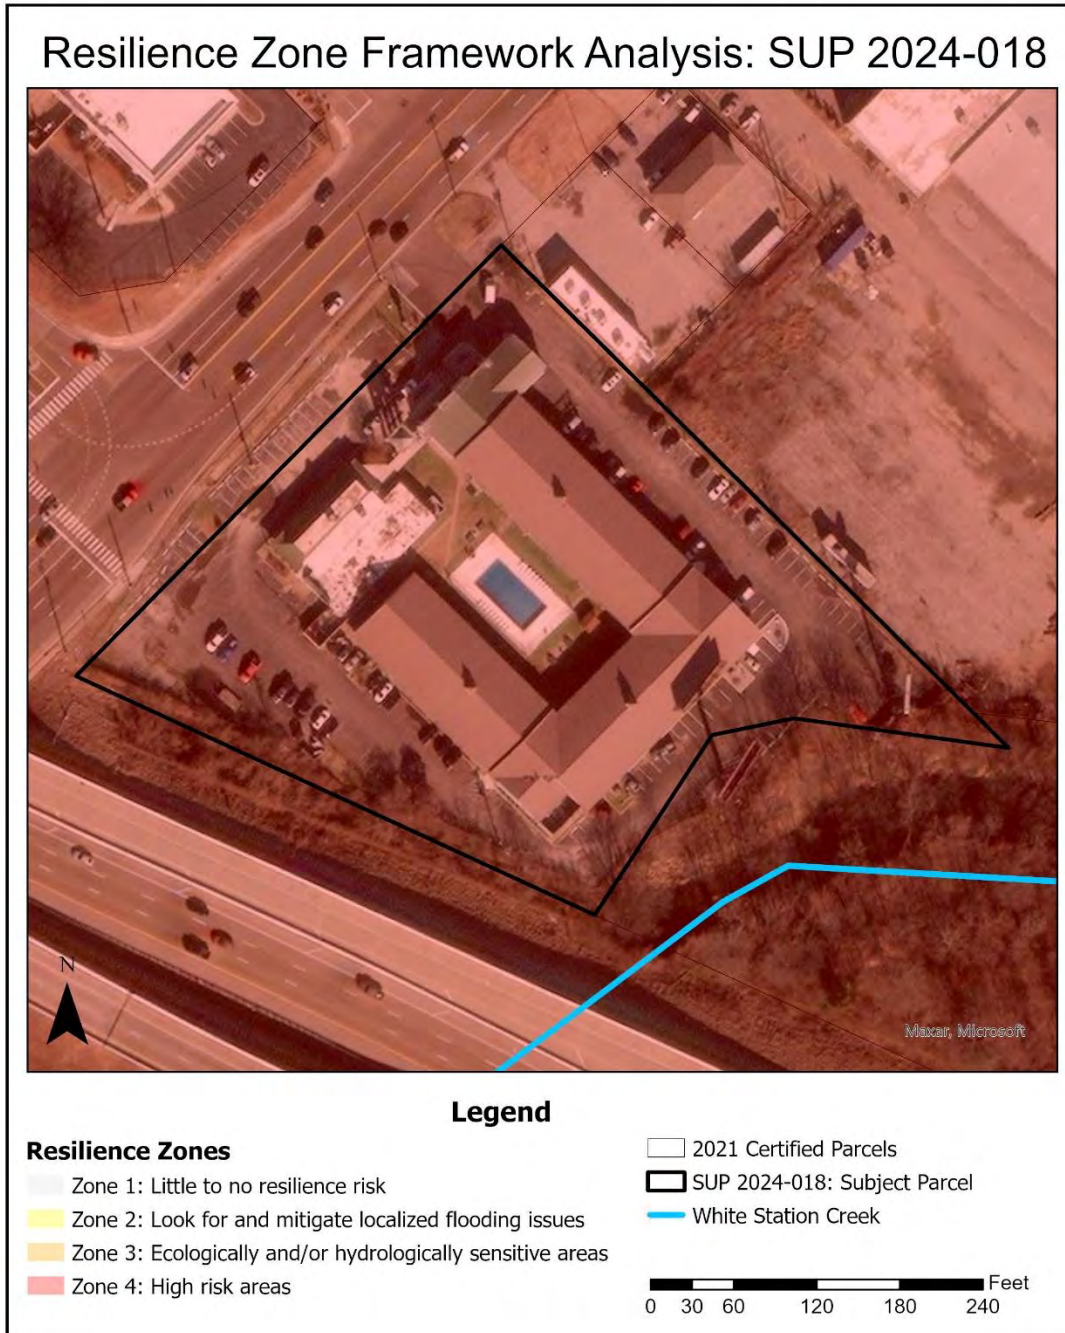 Resilience Zone Framework Analysis: SUP 2024-018
N
Maxar, Microsoft
Legend
Resilience Zones
Zone 1: Little to no resilience risk
Zone 2: Look for and mitigate localized flooding issues
Zone 3: Ecologically and/or hydrologically sensitive areas
Zone 4: High risk areas
2021 Certified Parcels
SUP 2024-018: Subject Parcel
White Station Creek
Feet
0 30 60 120 180 240